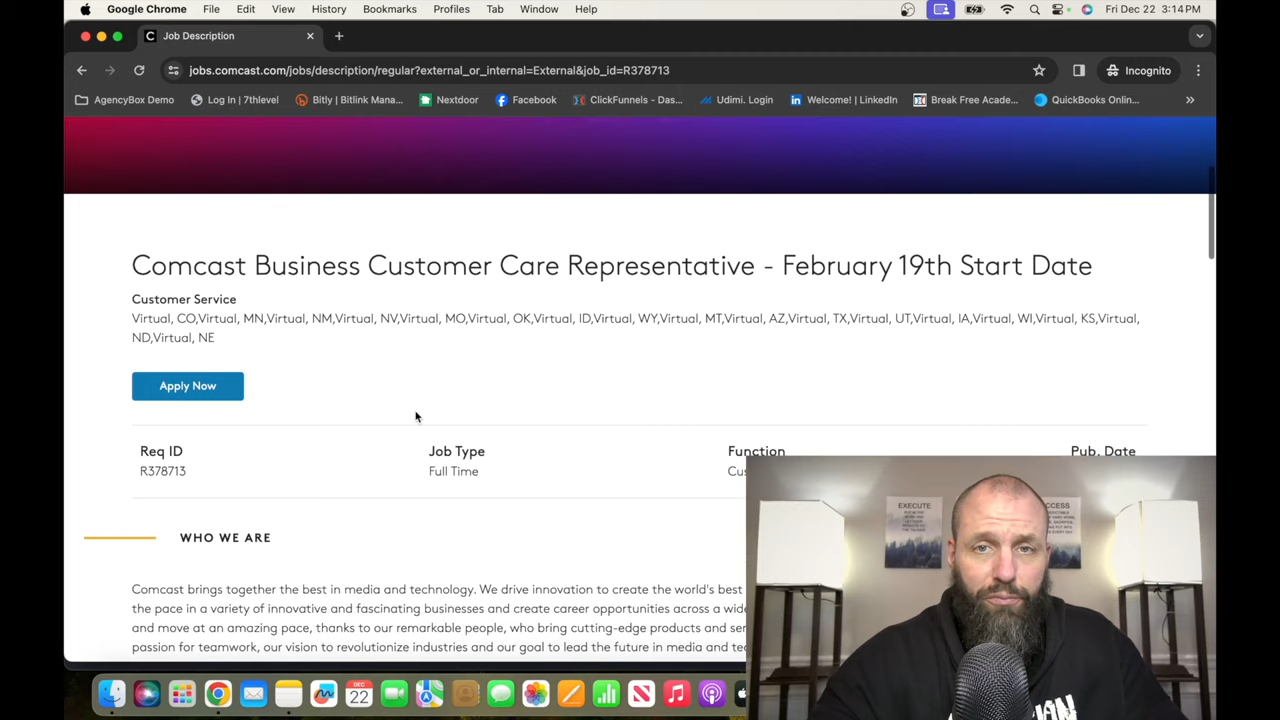 Google Chrome File Edit View History Bookmarks Profiles Tab Window Help Fri Dec 22 3:14 PM
Job Description
jobs.comcast.com/jobs/description/regular?external_or_internal=External&job_id=R378713 Incognito
AgencyBox Demo Log In | 7thlevel Bitly | Bitlink Mana... Nextdoor Facebook ClickFunnels - Das... Udimi. Login Welcome! | LinkedIn Break Free Acade... QuickBooks Onlin... »
Comcast Business Customer Care Representative - February 19th Start Date
Customer Service
Virtual, CO,Virtual, MN,Virtual, NM,Virtual, NV,Virtual, MO,Virtual, OK,Virtual, ID,Virtual, WY,Virtual, MT,Virtual, AZ,Virtual, TX,Virtual, UT,Virtual, IA,Virtual, WI,Virtual, KS,Virtual,
ND,Virtual, NE
Apply Now
Req ID Job Type Function Pub. Date
R378713 Full Time
WHO WE ARE
Comcast brings together the best in media and technology. We drive innovation to create the world's best
the pace in a variety of innovative and fascinating businesses and create career opportunities across a
and move at an amazing pace, thanks to our remarkable people, who bring cutting-edge products and
passion for teamwork, our vision to revolutionize industries and our goal to lead the future in media and
EXECUTE
DEC
22